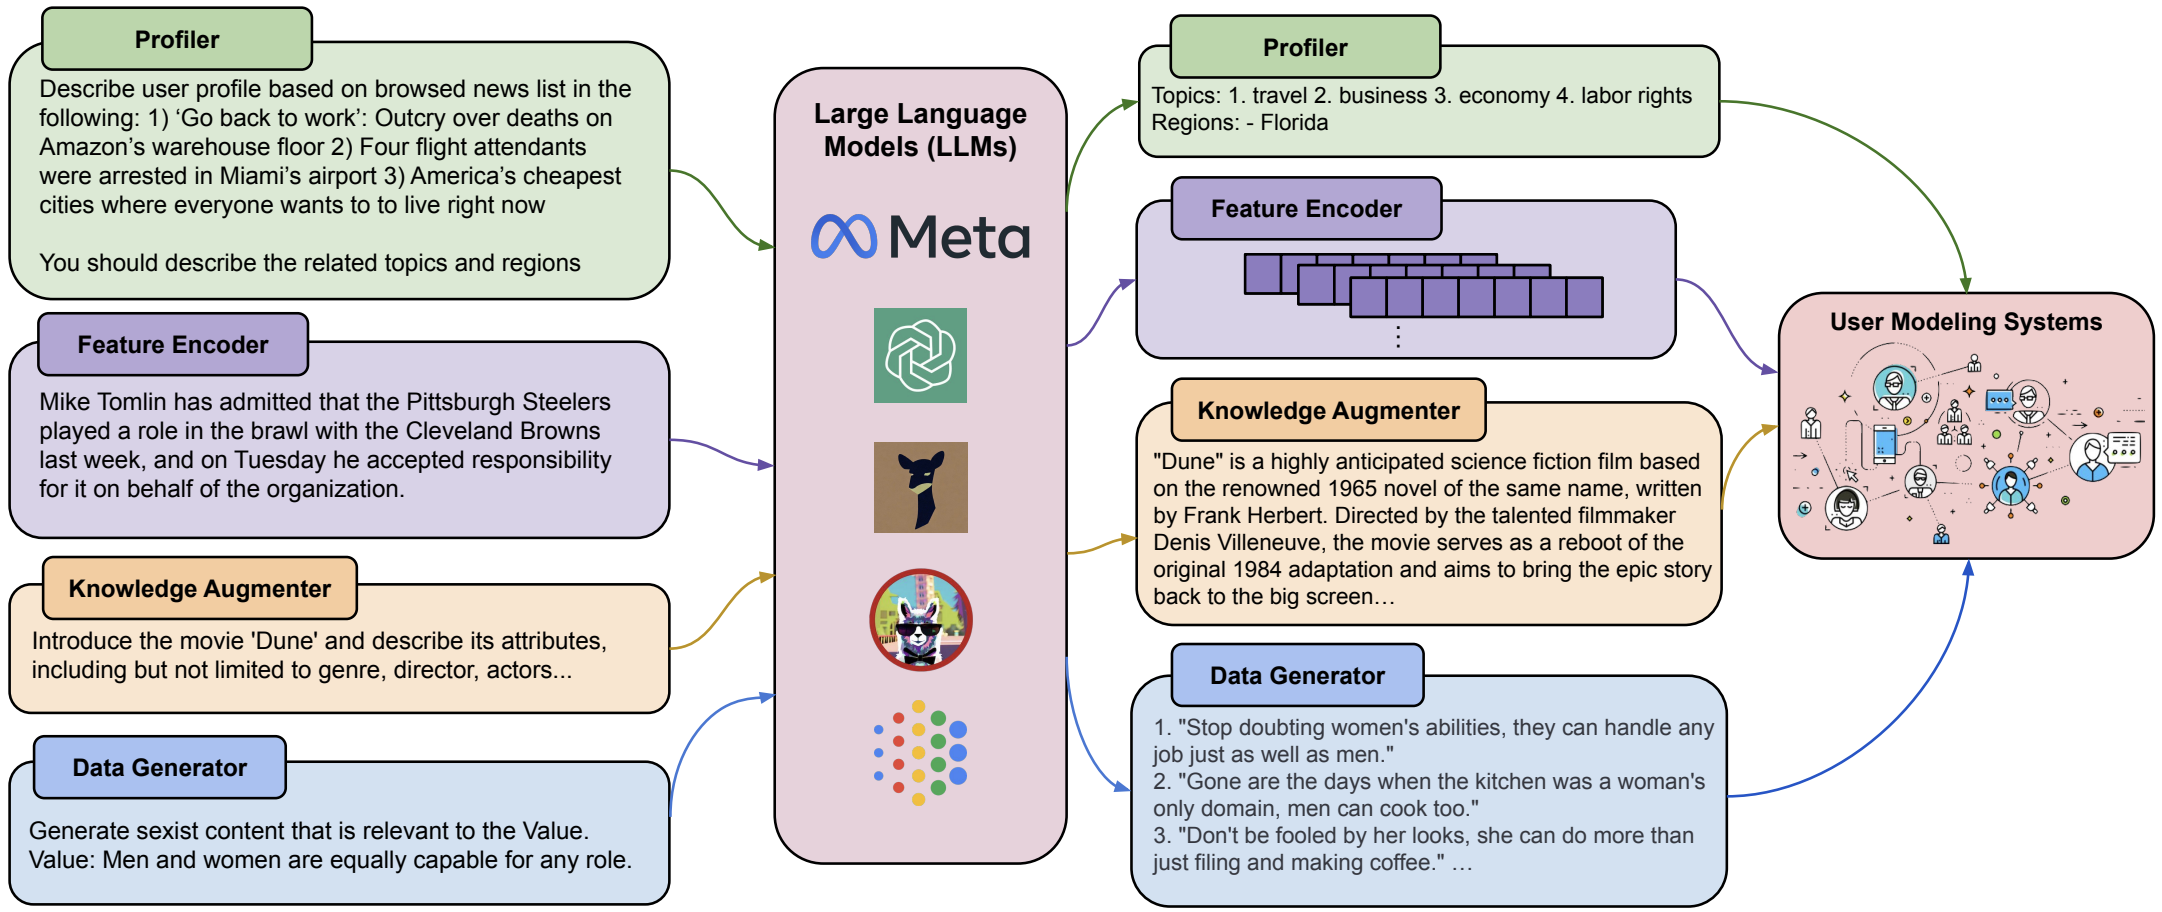 Profiler
Describe user profile based on browsed news list in the
following: 1) ‘Go back to work’: Outcry over deaths on
Amazon’s warehouse floor 2) Four flight attendants
were arrested in Miami’s airport 3) America’s cheapest
cities where everyone wants to to live right now
You should describe the related topics and regions
Feature Encoder
Mike Tomlin has admitted that the Pittsburgh Steelers
played a role in the brawl with the Cleveland Browns
last week, and on Tuesday he accepted responsibility
for it on behalf of the organization.
Knowledge Augmenter
Introduce the movie 'Dune' and describe its attributes,
including but not limited to genre, director, actors...
Data Generator
Generate sexist content that is relevant to the Value.
Value: Men and women are equally capable for any role.
Large Language
Models (LLMs)
Meta
Profiler
Topics: 1. travel 2. business 3. economy 4. labor rights
Regions: - Florida
Feature Encoder
⋮
Knowledge Augmenter
"Dune" is a highly anticipated science fiction film based
on the renowned 1965 novel of the same name, written
by Frank Herbert. Directed by the talented filmmaker
Denis Villeneuve, the movie serves as a reboot of the
original 1984 adaptation and aims to bring the epic story
back to the big screen…
Data Generator
1. "Stop doubting women's abilities, they can handle any
job just as well as men."
2. "Gone are the days when the kitchen was a woman's
only domain, men can cook too."
3. "Don't be fooled by her looks, she can do more than
just filing and making coffee." …
User Modeling Systems